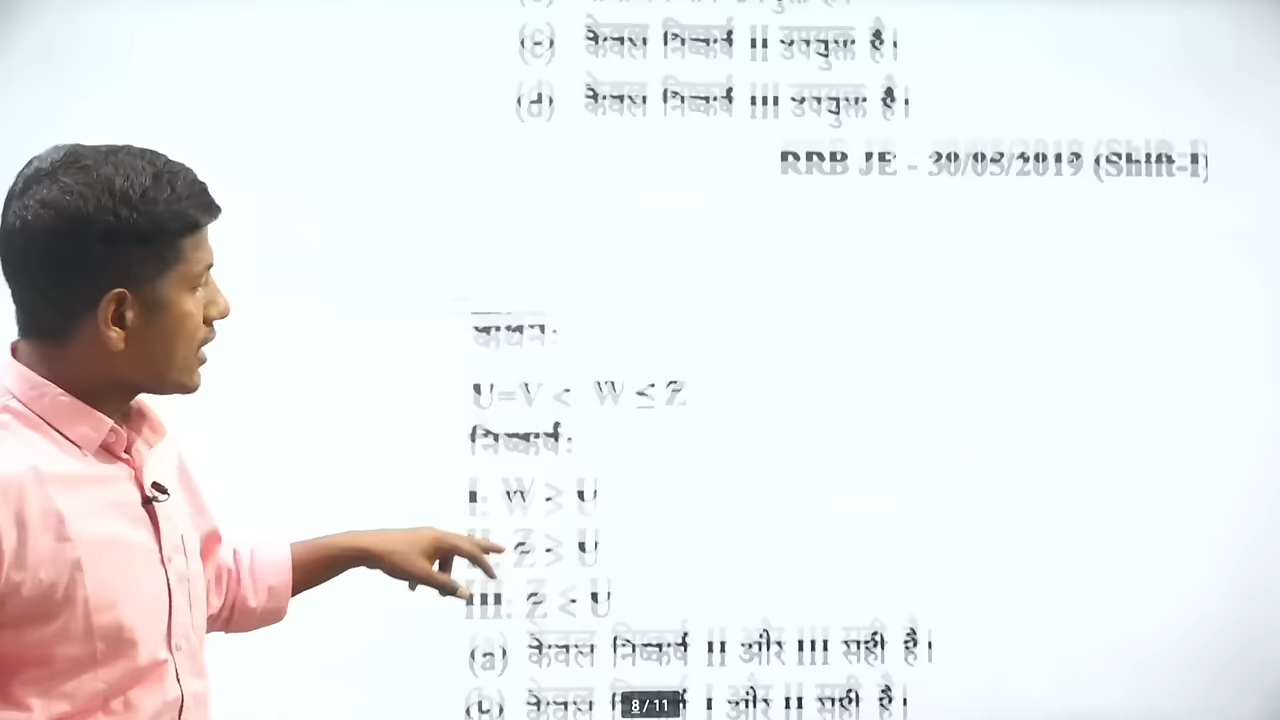 (c) केवल निष्कर्ष II उपयुक्त है।
(d) केवल निष्कर्ष III उपयुक्त है।
RRB JE - 30/05/2019 (Shift-I)
कथन:
U=V < W ≤ Z
निष्कर्ष:
I. W > U
II. Z > U
III. Z < U
(a) केवल निष्कर्ष II और III सही है।
(b) केवल निष्कर्ष I और II सही है।
8/11